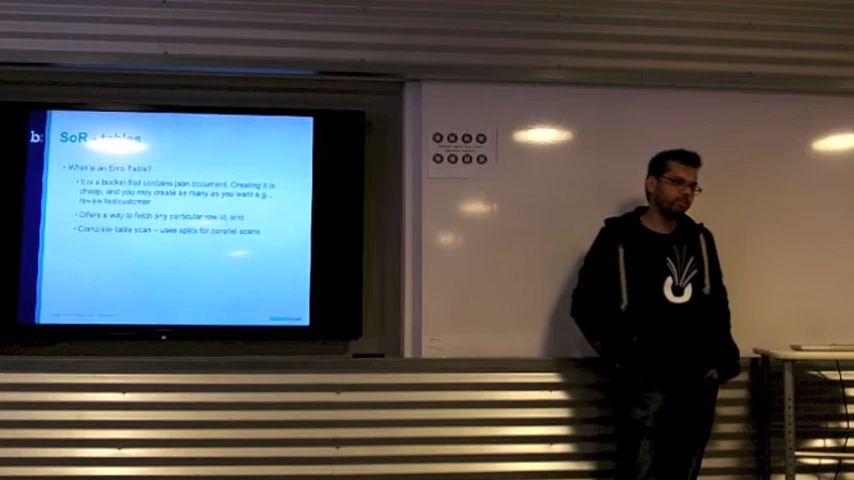 b:
SoR - tables
What is an Emo Table?
It is a bucket that contains json document. Creating it is
cheap, and you may create as many as you want e.g.,
Offers a way to fetch any particular row id, and
Complete table scan – uses splits for parallel scans